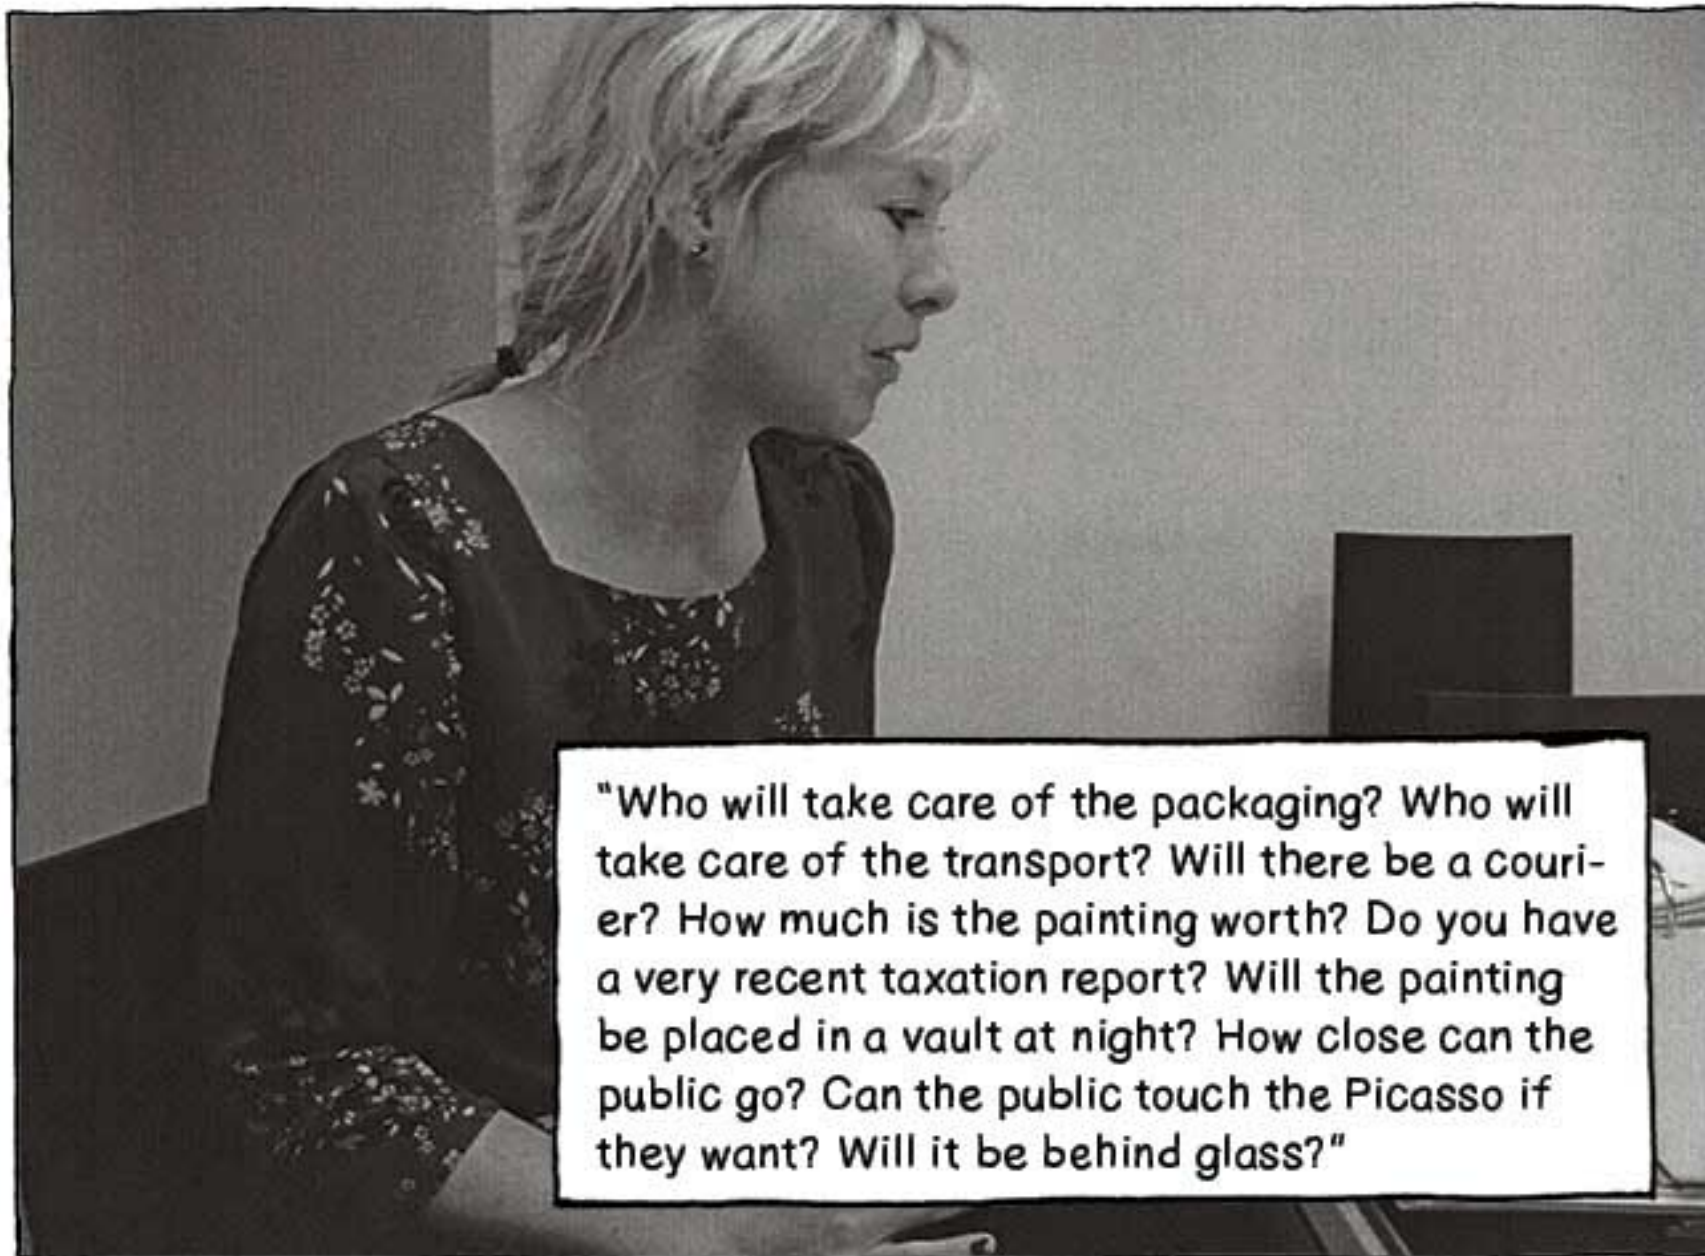 "Who will take care of the packaging? Who will
take care of the transport? Will there be a couri-
er? How much is the painting worth? Do you have
a very recent taxation report? Will the painting
be placed in a vault at night? How close can the
public go? Can the public touch the Picasso if
they want? Will it be behind glass?"